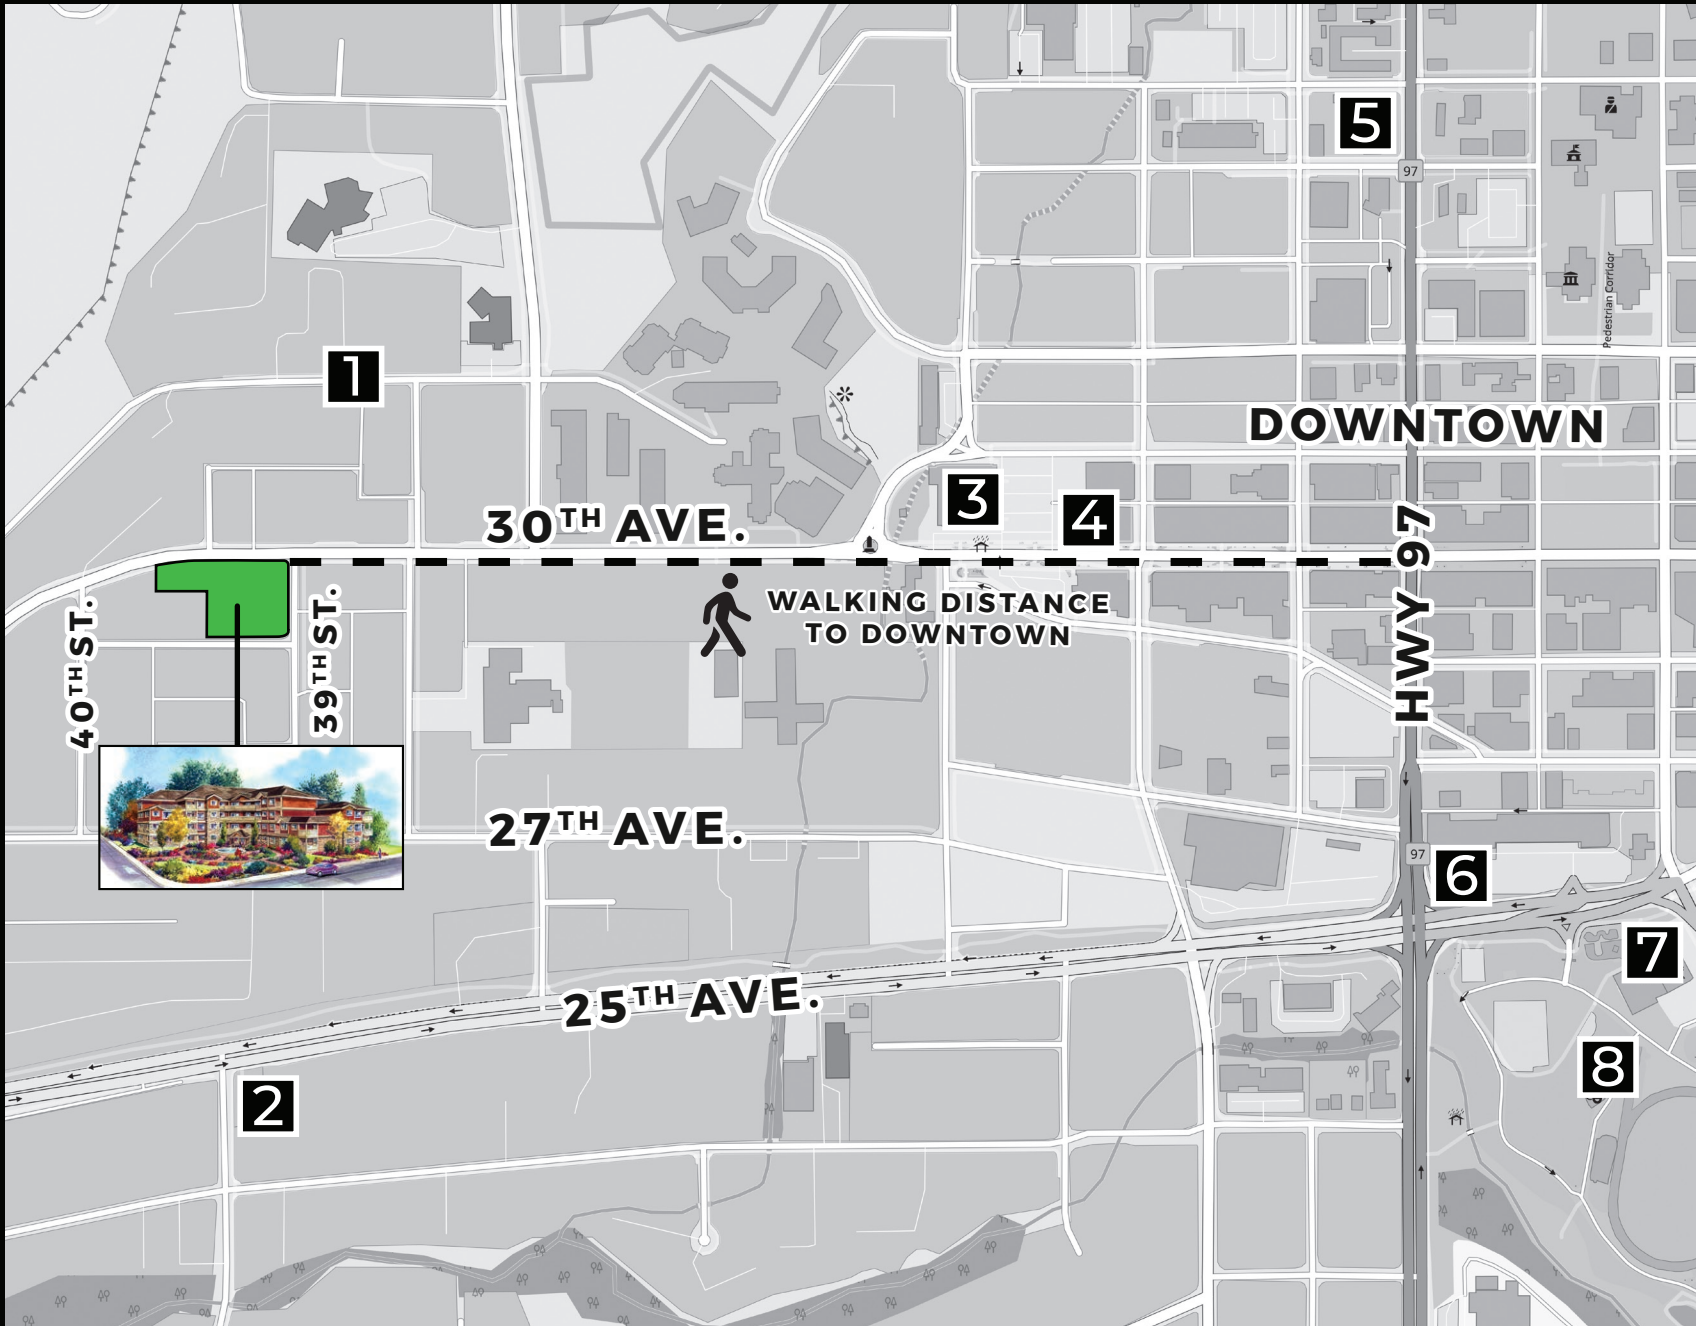 5
97
Pedestrian Corridor
1
DOWNTOWN
3
4
30TH AVE.
HWY 97
WALKING DISTANCE
TO DOWNTOWN
40TH ST.
39TH ST.
27TH AVE.
97
6
7
25TH AVE.
8
2